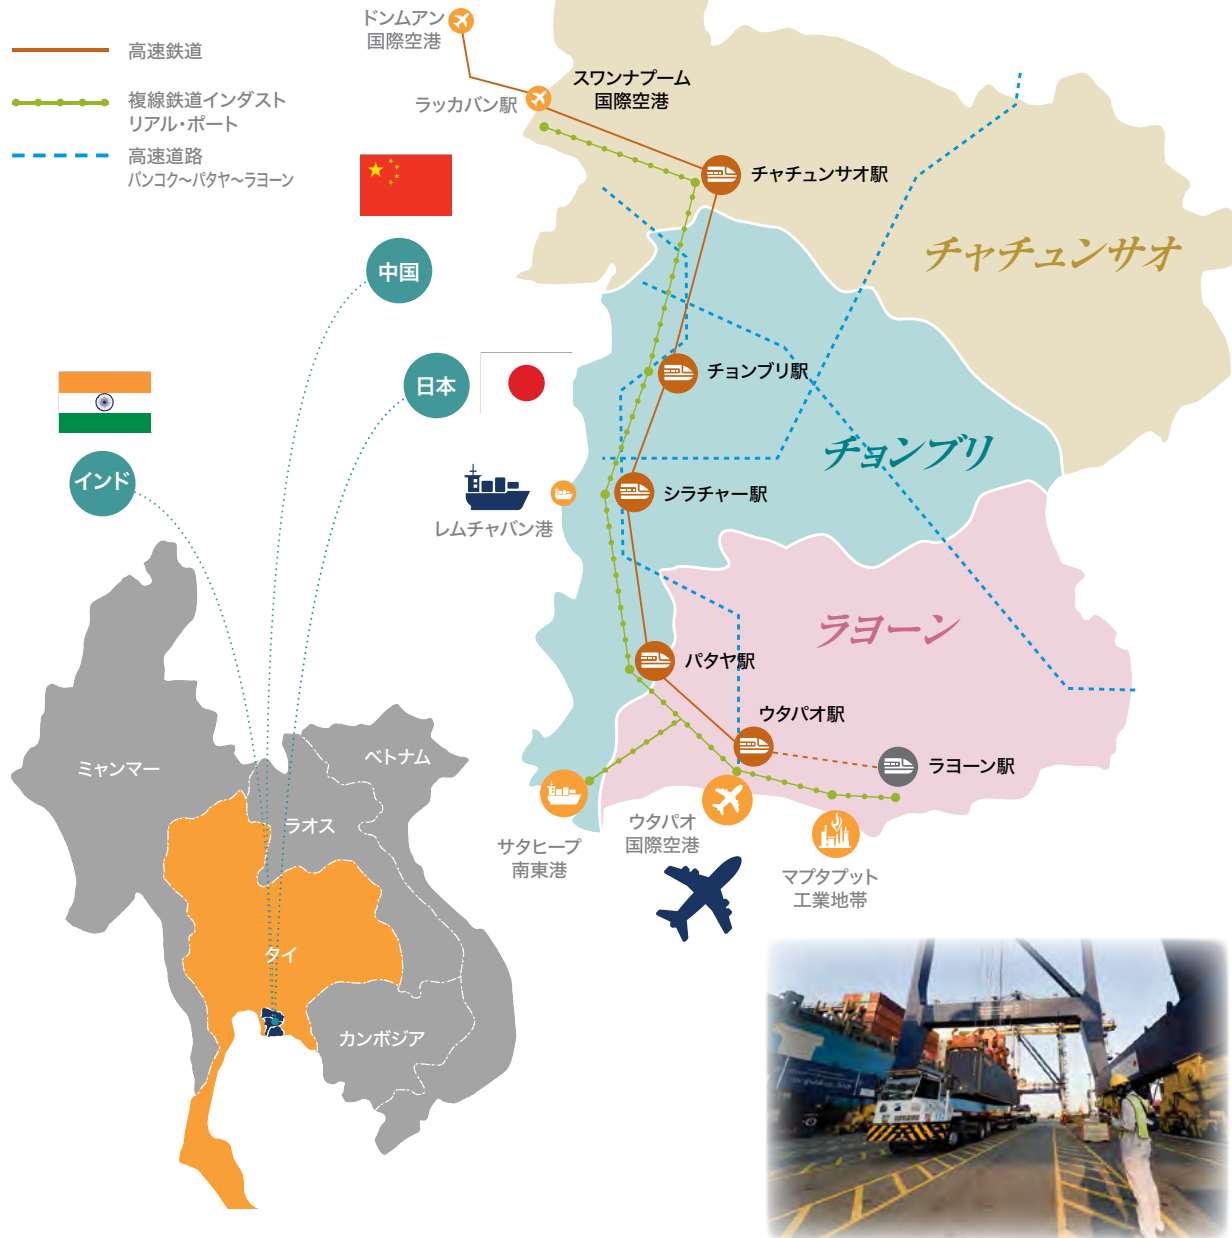 高速鉄道
複線鉄道インダスト
リアル・ポート
高速道路
バンコク～パタヤ～ラヨーン
ドンムアン
国際空港
ラッカバン駅
スワンナプーム
国際空港
チャチュンサオ駅
チャチュンサオ
中国
日本
インド
チョンブリ駅
チョンブリ
シラチャー駅
レムチャバン港
ラヨーン
パタヤ駅
ウタパオ駅
ラヨーン駅
サタヒープ
南東港
ウタパオ
国際空港
マプタプット
工業地帯
ミャンマー
ベトナム
ラオス
タイ
カンボジア